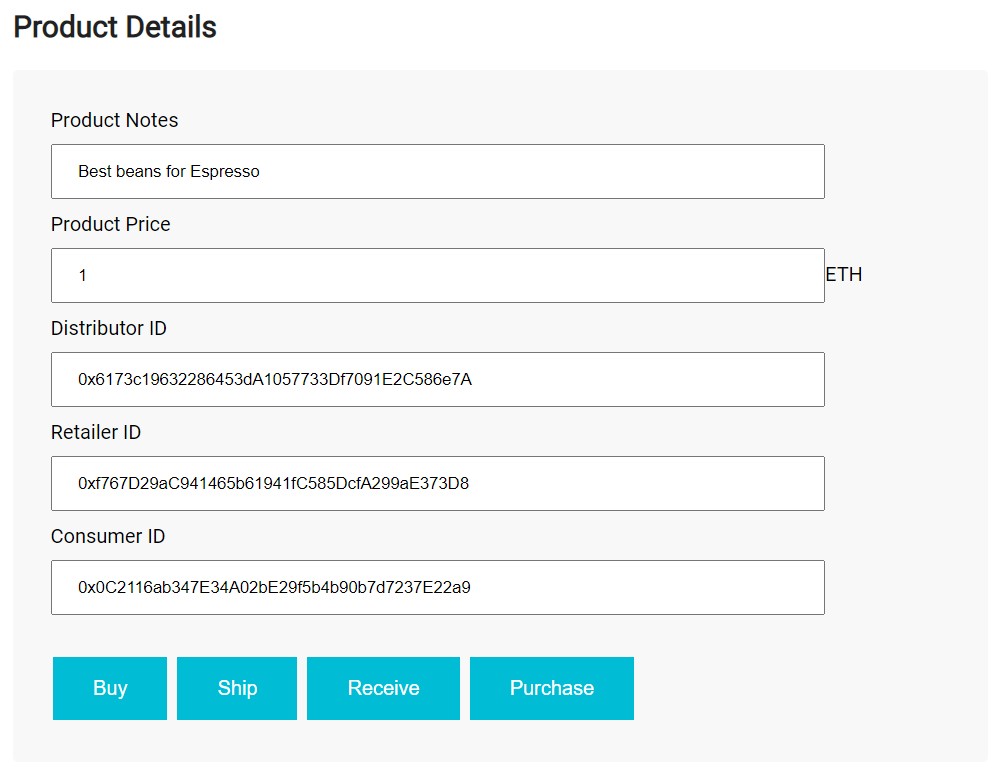 Product Details
Product Notes
Best beans for Espresso
Product Price
1 ETH
Distributor ID
0x6173c19632286453dA1057733Df7091E2C586e7A
Retailer ID
0xf767D29aC941465b61941fC585DcfA299aE373D8
Consumer ID
0x0C2116ab347E34A02bE29f5b4b90b7d7237E22a9
Buy Ship Receive Purchase